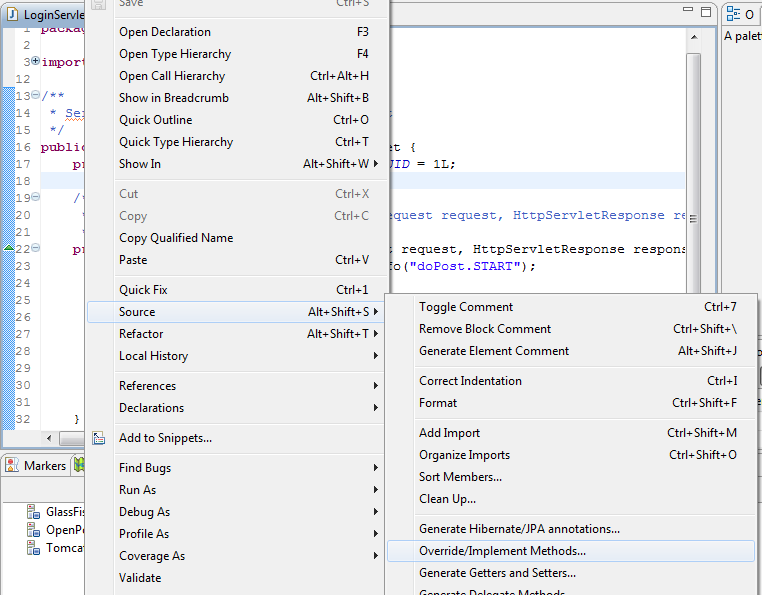 LoginServle
Save Ctrl+S
O
1 packag
Open Declaration F3
A palet
2
Open Type Hierarchy F4
3 import
Open Call Hierarchy Ctrl+Alt+H
12
Show in Breadcrumb Alt+Shift+B
13 /**
14 * Se
Quick Outline Ctrl+O
t
15 */
Quick Type Hierarchy Ctrl+T
16 public
et {
17 pr
Show In Alt+Shift+W
UID = 1L;
18
Cut Ctrl+X
19 /*
Copy Ctrl+C
20 *
equest request, HttpServletResponse re
21 *
Copy Qualified Name
22 pr
t request, HttpServletResponse respons
Paste Ctrl+V
23
fo("doPost.START");
24
Quick Fix Ctrl+1
25
Source Alt+Shift+S
26
Refactor Alt+Shift+T
27
Local History
28
29
References
30
Declarations
31
32 }
Add to Snippets...
Find Bugs
Run As
Debug As
Profile As
Coverage As
Validate
Toggle Comment Ctrl+7
Remove Block Comment Ctrl+Shift+\
Generate Element Comment Alt+Shift+J
Correct Indentation Ctrl+I
Format Ctrl+Shift+F
Add Import Ctrl+Shift+M
Organize Imports Ctrl+Shift+O
Sort Members...
Clean Up...
Generate Hibernate/JPA annotations...
Override/Implement Methods...
Generate Getters and Setters...
Generate Delegate Methods...
Markers
GlassFis
OpenPe
Tomcat